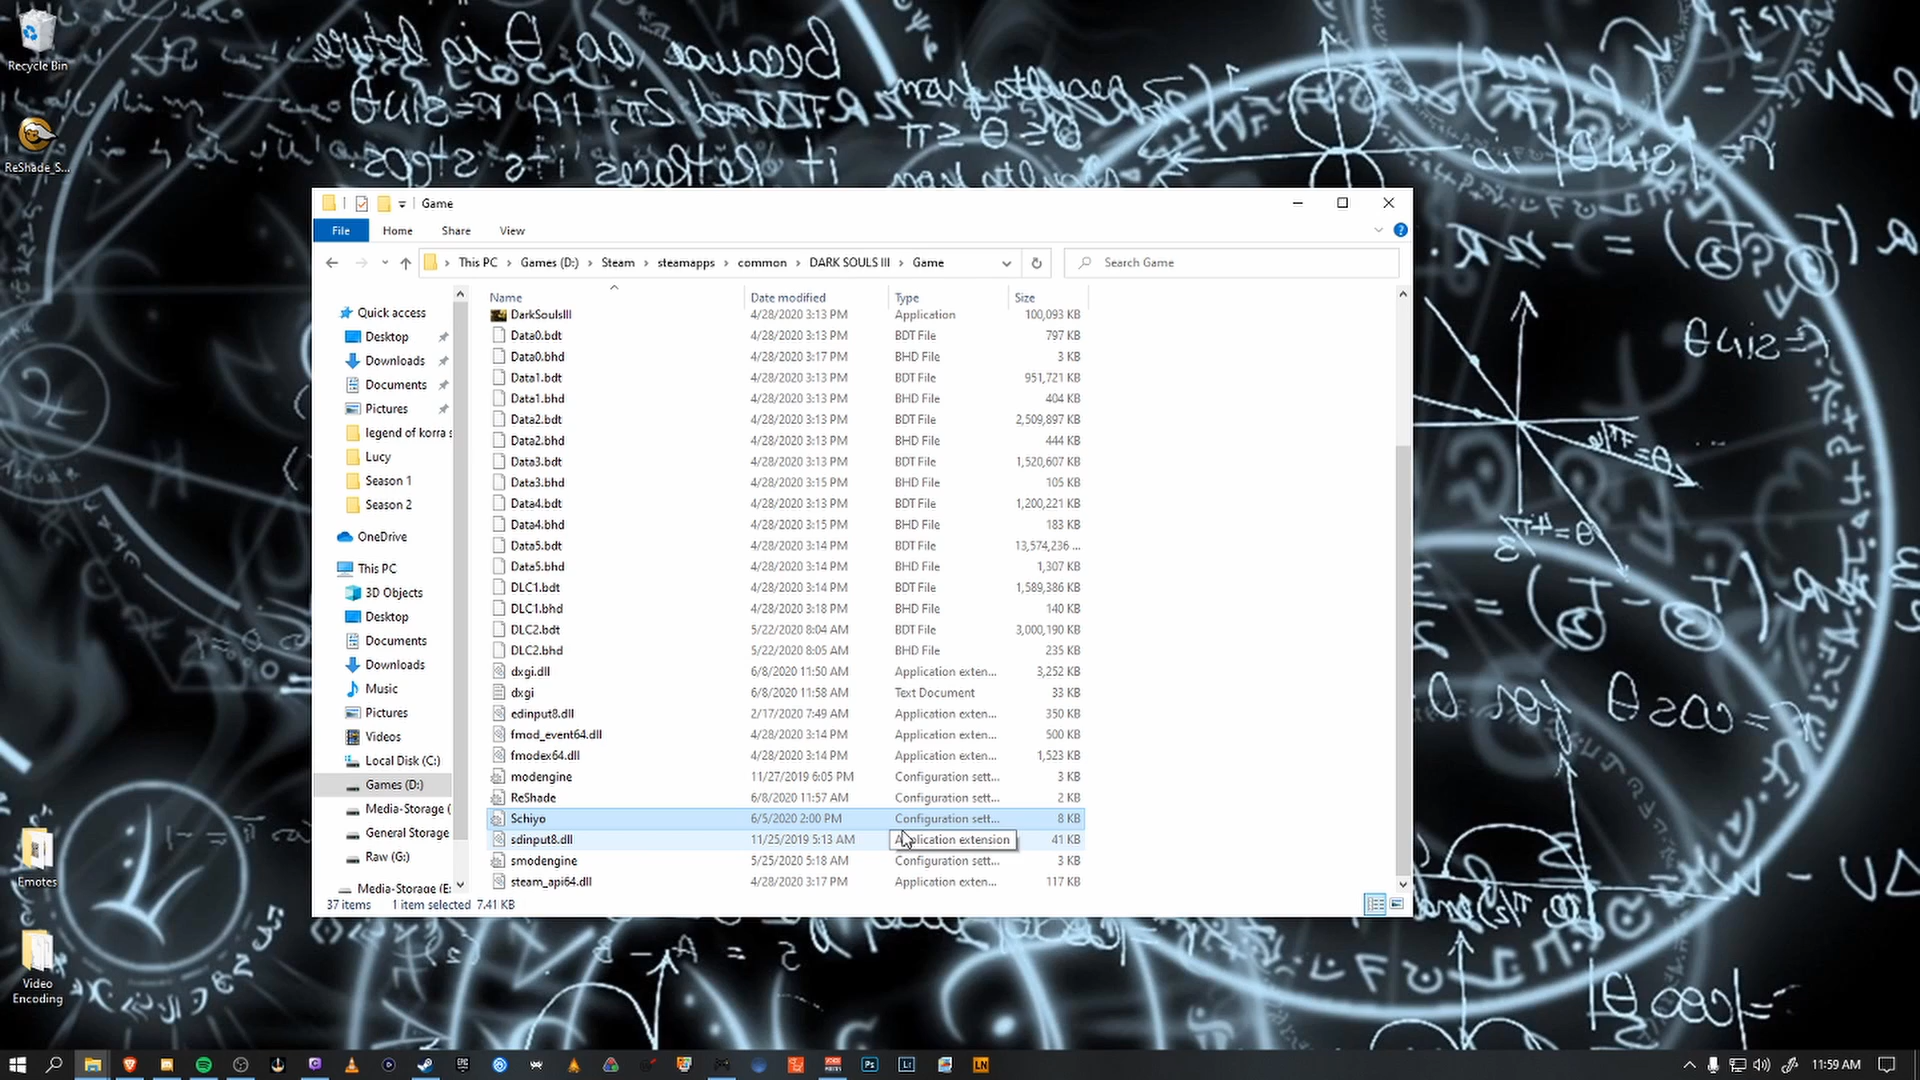 Recycle Bin
ReShade_S...
Emotes
Video
Encoding
because as θ is before
Game
File
Home
Share
View
This PC
Games (D:)
Steam
steamapps
common
DARK SOULS III
Game
Search Game
Quick access
Desktop
Downloads
Documents
Pictures
legend of korra s
Lucy
Season 1
Season 2
OneDrive
This PC
3D Objects
Desktop
Documents
Downloads
Music
Pictures
Videos
Local Disk (C:)
Games (D:)
Media-Storage (
General Storage
Raw (G:)
Media-Storage (E:
Name Date modified Type Size
DarkSoulsIII 4/28/2020 3:13 PM Application 100,093 KB
Data0.bdt 4/28/2020 3:13 PM BDT File 797 KB
Data0.bhd 4/28/2020 3:17 PM BHD File 3 KB
Data1.bdt 4/28/2020 3:13 PM BDT File 951,721 KB
Data1.bhd 4/28/2020 3:13 PM BHD File 404 KB
Data2.bdt 4/28/2020 3:13 PM BDT File 2,509,897 KB
Data2.bhd 4/28/2020 3:13 PM BHD File 444 KB
Data3.bdt 4/28/2020 3:13 PM BDT File 1,520,607 KB
Data3.bhd 4/28/2020 3:15 PM BHD File 105 KB
Data4.bdt 4/28/2020 3:13 PM BDT File 1,200,221 KB
Data4.bhd 4/28/2020 3:15 PM BHD File 183 KB
Data5.bdt 4/28/2020 3:14 PM BDT File 13,574,236 ...
Data5.bhd 4/28/2020 3:14 PM BHD File 1,307 KB
DLC1.bdt 4/28/2020 3:14 PM BDT File 1,589,386 KB
DLC1.bhd 4/28/2020 3:18 PM BHD File 140 KB
DLC2.bdt 5/22/2020 8:04 AM BDT File 3,000,190 KB
DLC2.bhd 5/22/2020 8:05 AM BHD File 235 KB
dxgi.dll 6/8/2020 11:50 AM Application exten... 3,252 KB
dxgi 6/8/2020 11:58 AM Text Document 33 KB
edinput8.dll 2/17/2020 7:49 AM Application exten... 350 KB
fmod_event64.dll 4/28/2020 3:14 PM Application exten... 500 KB
fmodex64.dll 4/28/2020 3:14 PM Application exten... 1,523 KB
modengine 11/27/2019 6:05 PM Configuration sett... 3 KB
ReShade 6/8/2020 11:57 AM Configuration sett... 2 KB
Schiyo 6/5/2020 2:00 PM Configuration sett... 8 KB
sdinput8.dll 11/25/2019 5:13 AM Application extension 41 KB
smodengine 5/25/2020 5:18 AM Configuration sett... 3 KB
steam_api64.dll 4/28/2020 3:17 PM Application exten... 117 KB
37 items 1 item selected 7.41 KB
11:59 AM